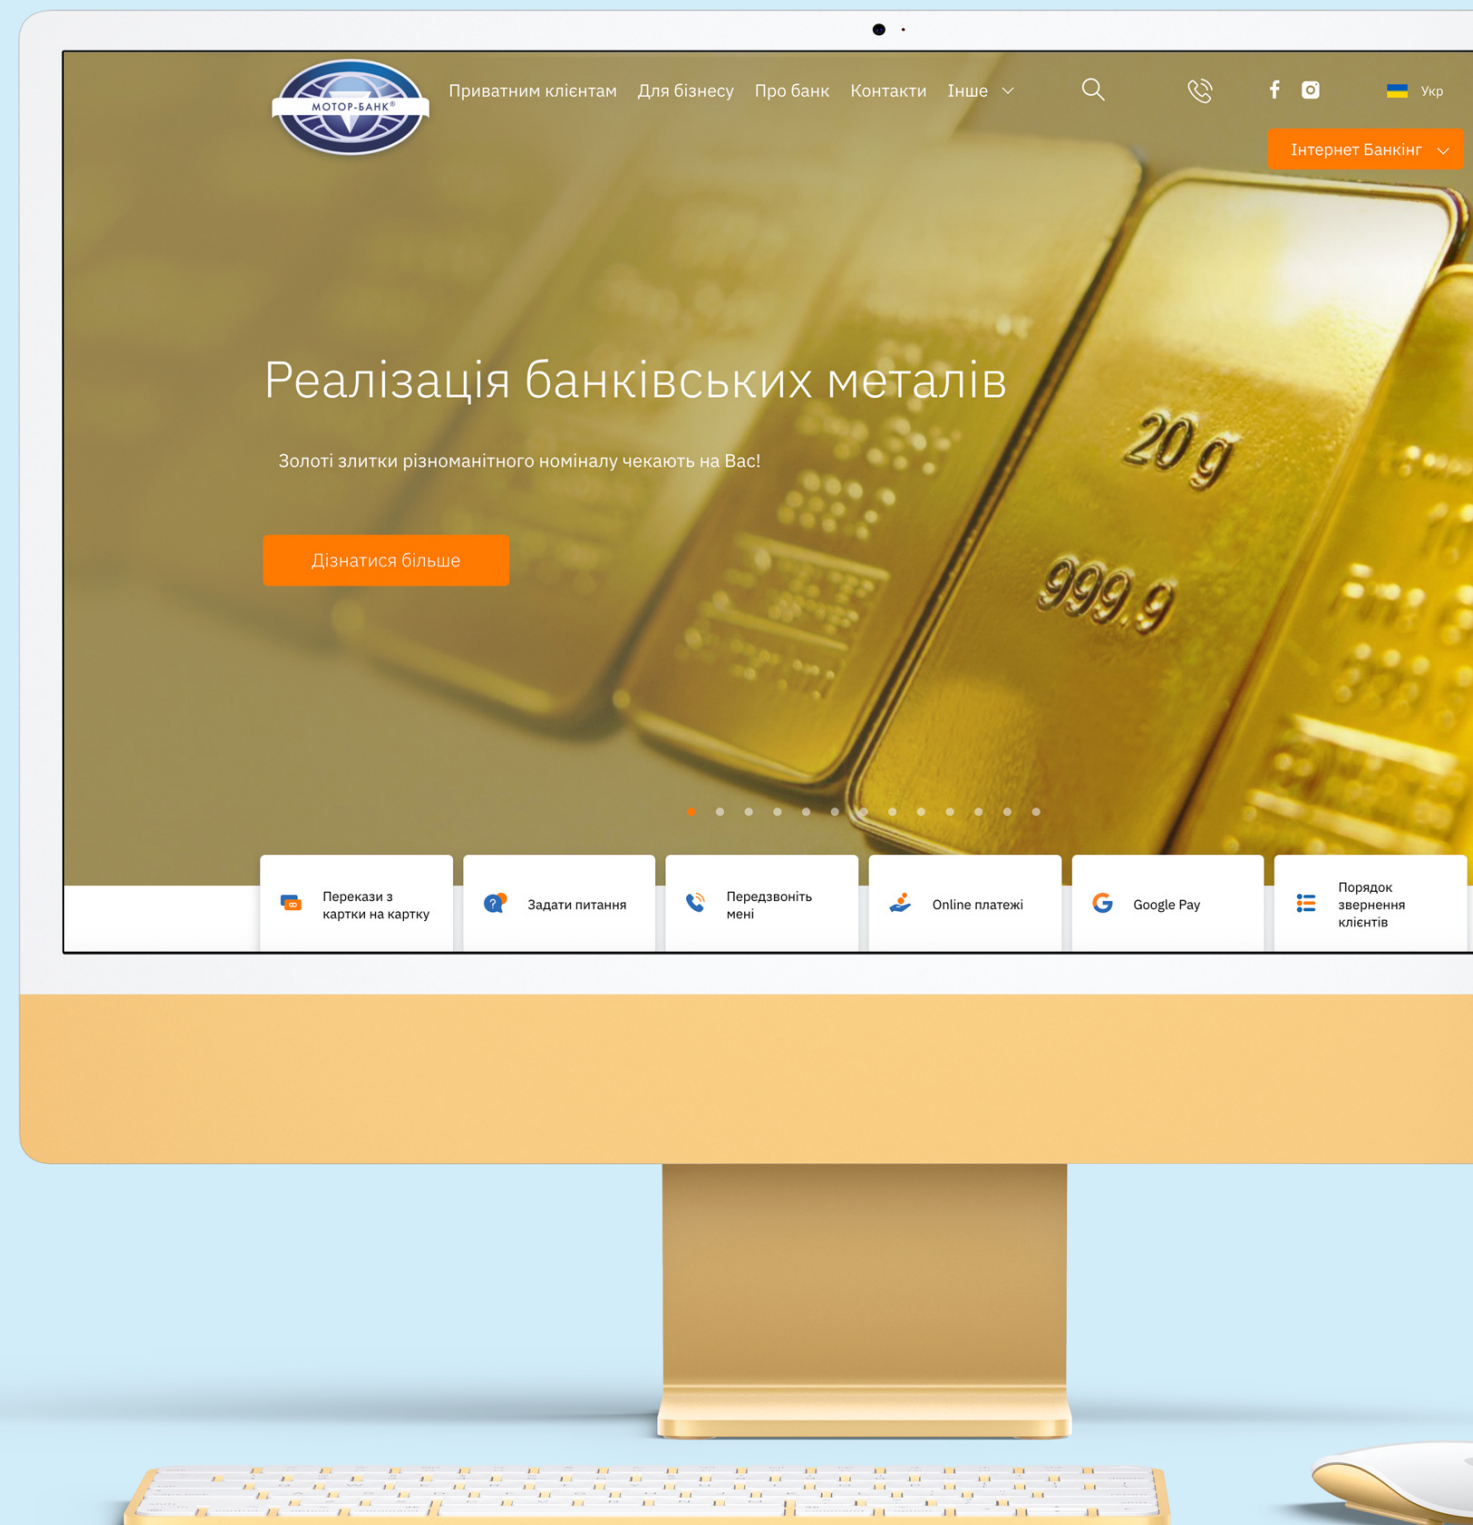 МОТОР-БАНК®
Приватним клієнтам Для бізнесу Про банк Контакти Інше
Укр
Інтернет Банкінг
Реалізація банківських металів
Золоті злитки різноманітного номіналу чекають на Вас!
Дізнатися більше
20 g
999.9
Перекази з
картки на картку
Задати питання
Передзвоніть
мені
Online платежі
Google Pay
Порядок
звернення
клієнтів